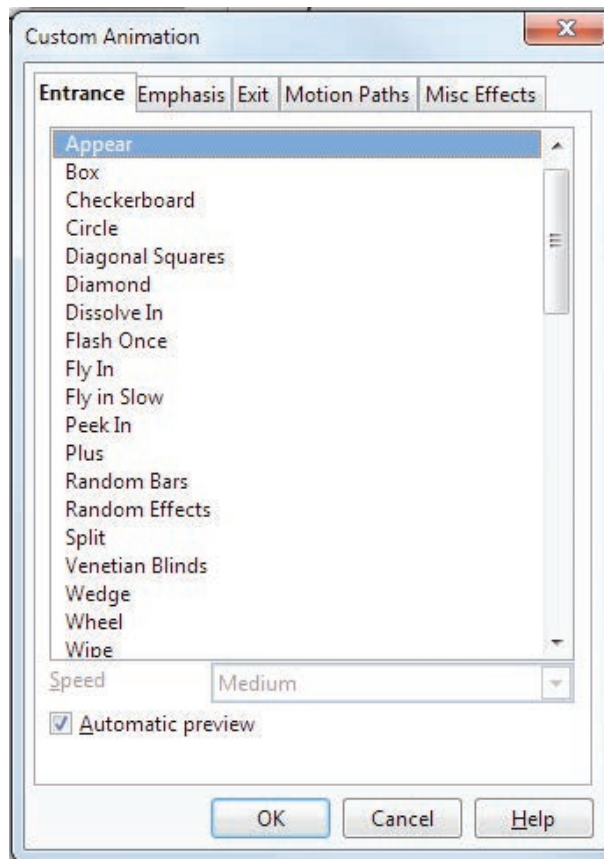 Custom Animation
Entrance Emphasis Exit Motion Paths Misc Effects
Appear
Box
Checkerboard
Circle
Diagonal Squares
Diamond
Dissolve In
Flash Once
Fly In
Fly in Slow
Peek In
Plus
Random Bars
Random Effects
Split
Venetian Blinds
Wedge
Wheel
Wipe
Speed Medium
Automatic preview
OK Cancel Help